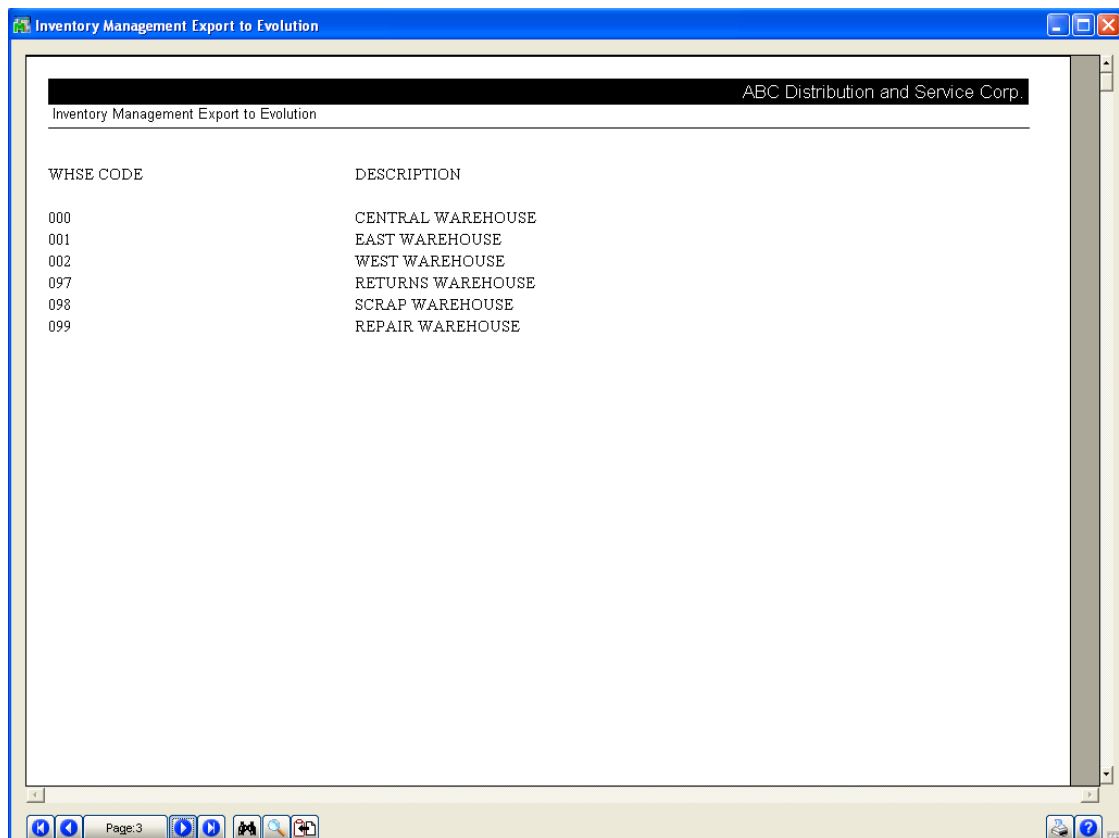 Inventory Management Export to Evolution
ABC Distribution and Service Corp.
Inventory Management Export to Evolution
WHSE CODE DESCRIPTION
000 CENTRAL WAREHOUSE
001 EAST WAREHOUSE
002 WEST WAREHOUSE
097 RETURNS WAREHOUSE
098 SCRAP WAREHOUSE
099 REPAIR WAREHOUSE
Page:3